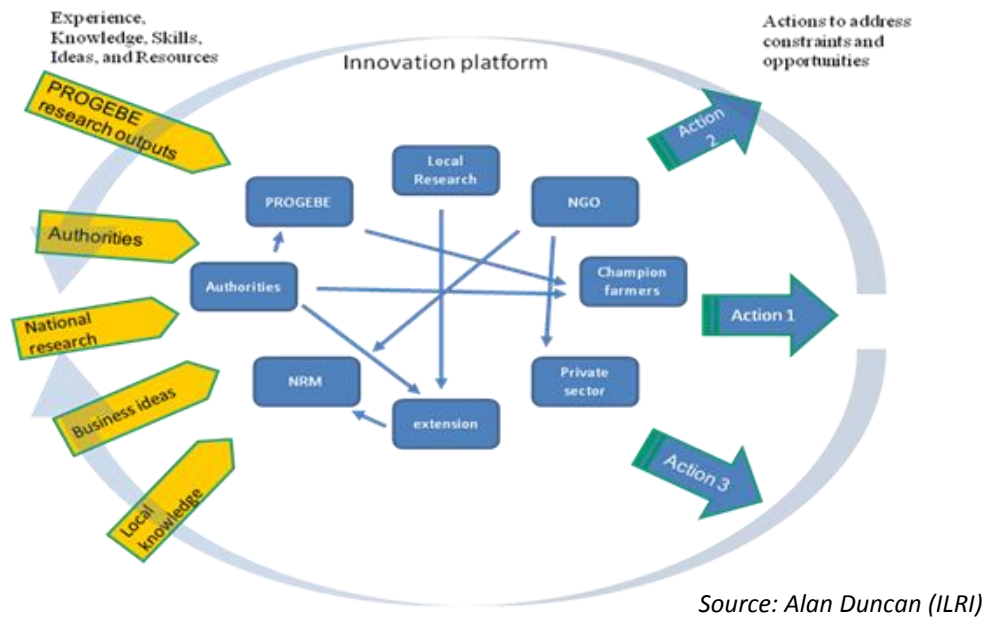 Experience,
Knowledge, Skills,
Ideas, and Resources
Actions to address
constraints and
opportunities
Innovation platform
PROGEBE
research outputs
Authorities
National
research
Business ideas
Local
knowledge
PROGEBE
Local
Research
NGO
Authorities
Champion
farmers
NRM
Private
sector
extension
Action
2
Action 1
Action 3
Source: Alan Duncan (ILRI)